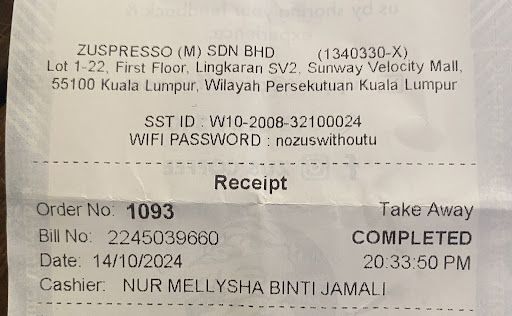 ZUSPRESSO (M) SDN BHD (1340330-X)
Lot 1-22, First Floor, Lingkaran SV2, Sunway Velocity Mall,
55100 Kuala Lumpur, Wilayah Persekutuan Kuala Lumpur
SST ID : W10-2008-32100024
WIFI PASSWORD : nozuswithoutu
Receipt
Order No: 1093 Take Away
Bill No: 2245039660 COMPLETED
Date: 14/10/2024 20:33:50 PM
Cashier: NUR MELLYSHA BINTI JAMALI